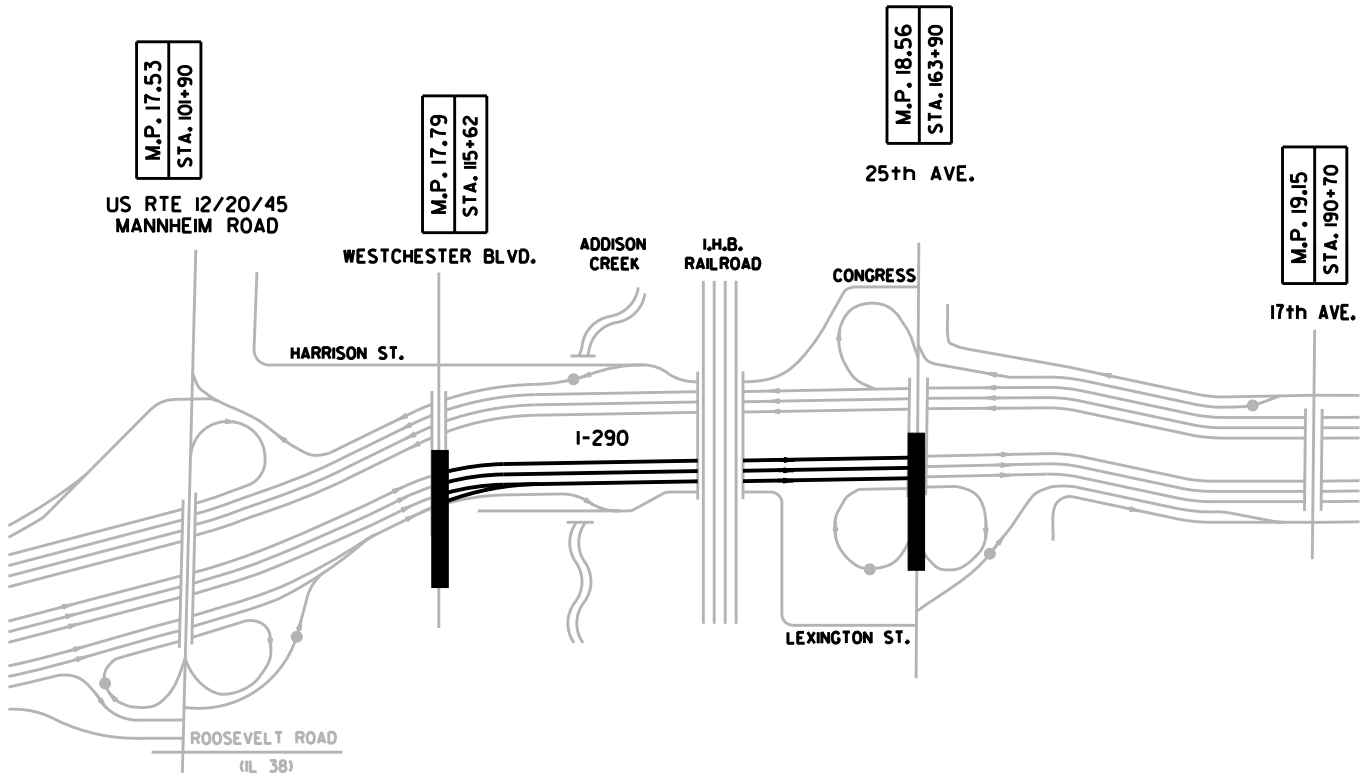 M.P. 17.53
STA. 101+90
US RTE 12/20/45
MANNHEIM ROAD
M.P. 17.79
STA. 115+62
WESTCHESTER BLVD.
ADDISON
CREEK
I.H.B.
RAILROAD
M.P. 18.56
STA. 163+90
25th AVE.
CONGRESS
M.P. 19.15
STA. 190+70
17th AVE.
HARRISON ST.
I-290
LEXINGTON ST.
ROOSEVELT ROAD
(IL 38)